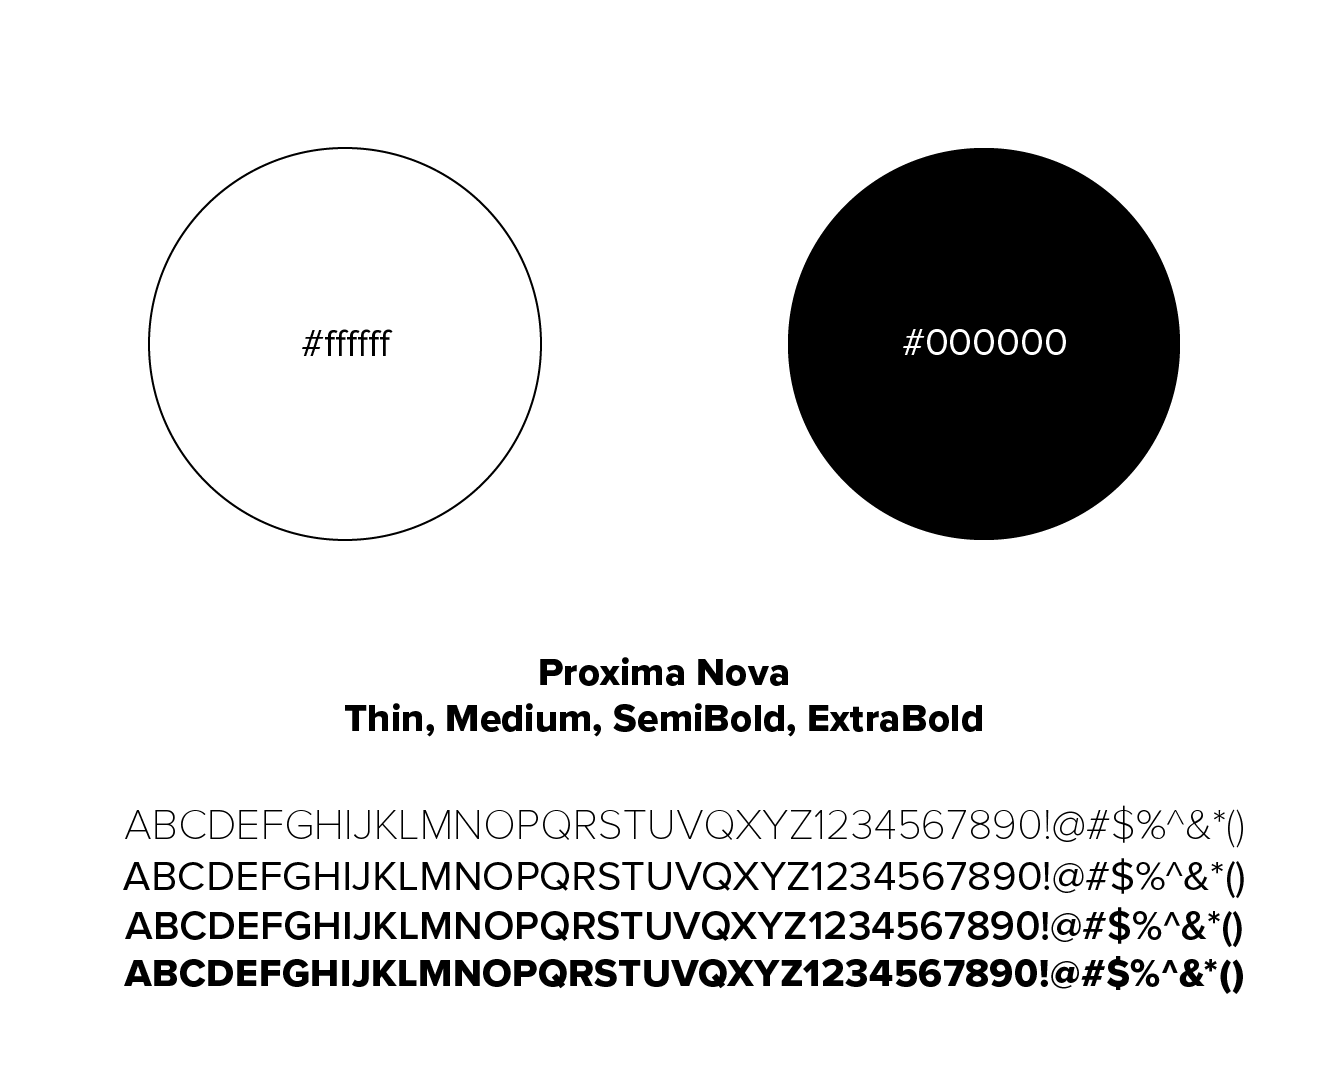 #ffffff
#000000
Proxima Nova
Thin, Medium, SemiBold, ExtraBold
ABCDEFGHIJKLMNOPQRSTUVQXYZ1234567890!@#$%^&*()
ABCDEFGHIJKLMNOPQRSTUVQXYZ1234567890!@#$%^&*()
ABCDEFGHIJKLMNOPQRSTUVQXYZ1234567890!@#$%^&*()
ABCDEFGHIJKLMNOPQRSTUVQXYZ1234567890!@#$%^&*()